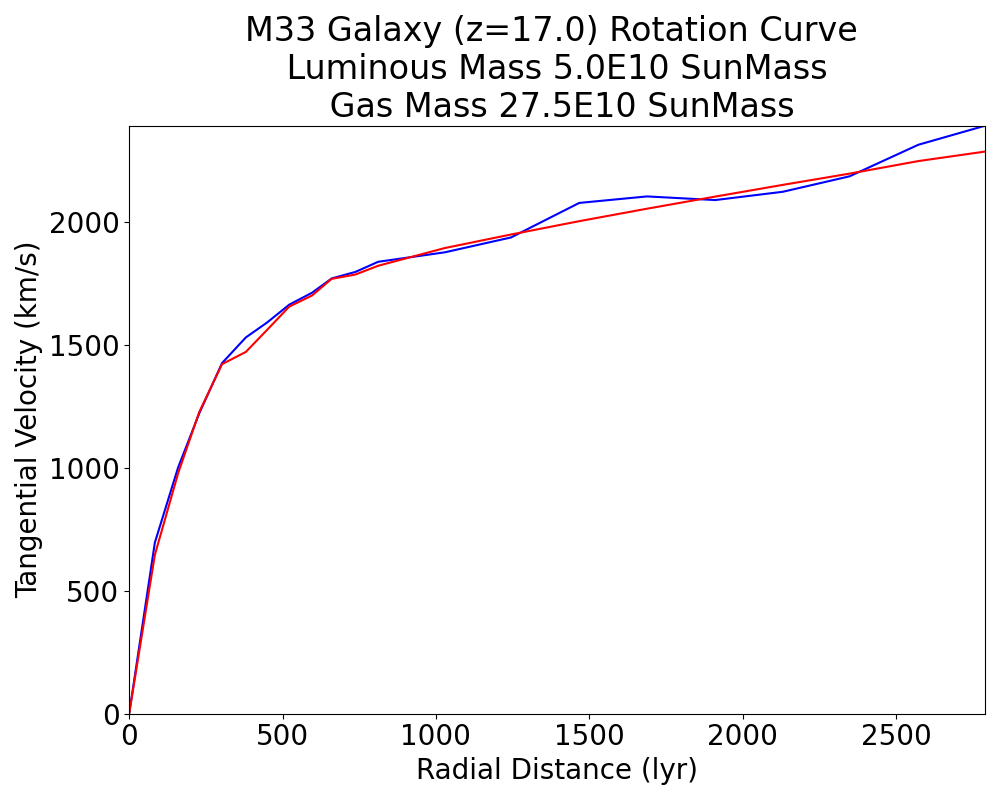 M33 Galaxy (z=17.0) Rotation Curve
Luminous Mass 5.0E10 SunMass
Gas Mass 27.5E10 SunMass
Tangential Velocity (km/s)
2000
1500
1000
500
0
0 500 1000 1500 2000 2500
Radial Distance (lyr)